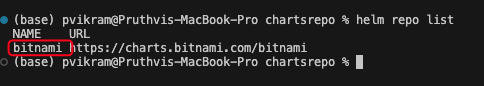 (base) pvikram@Pruthvis-MacBook-Pro chartsrepo % helm repo list
NAME URL
bitnami https://charts.bitnami.com/bitnami
(base) pvikram@Pruthvis-MacBook-Pro chartsrepo %